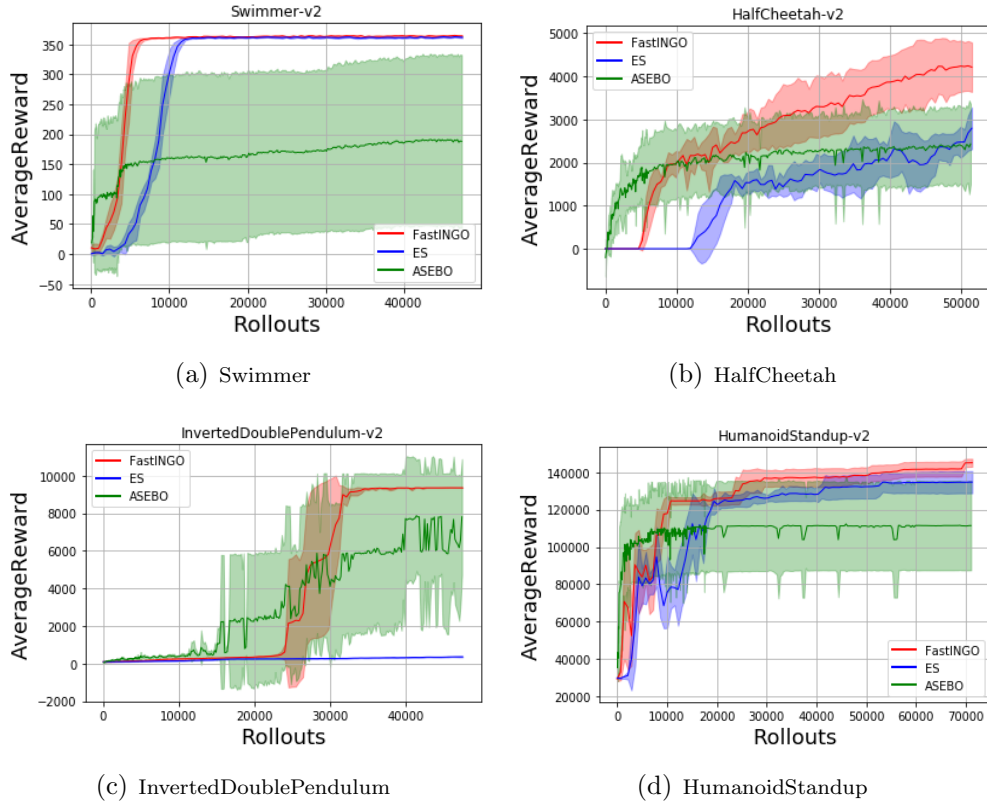 Swimmer-v2
AverageReward
350
300
250
200
150
100
50
0
−50
FastINGO
ES
ASEBO
0 10000 20000 30000 40000
Rollouts
(a) Swimmer
HalfCheetah-v2
AverageReward
5000
4000
3000
2000
1000
0
FastINGO
ES
ASEBO
0 10000 20000 30000 40000 50000
Rollouts
(b) HalfCheetah
InvertedDoublePendulum-v2
AverageReward
10000
8000
6000
4000
2000
0
−2000
FastINGO
ES
ASEBO
0 10000 20000 30000 40000
Rollouts
(c) InvertedDoublePendulum
HumanoidStandup-v2
AverageReward
140000
120000
100000
80000
60000
40000
20000
FastINGO
ES
ASEBO
0 10000 20000 30000 40000 50000 60000 70000
Rollouts
(d) HumanoidStandup